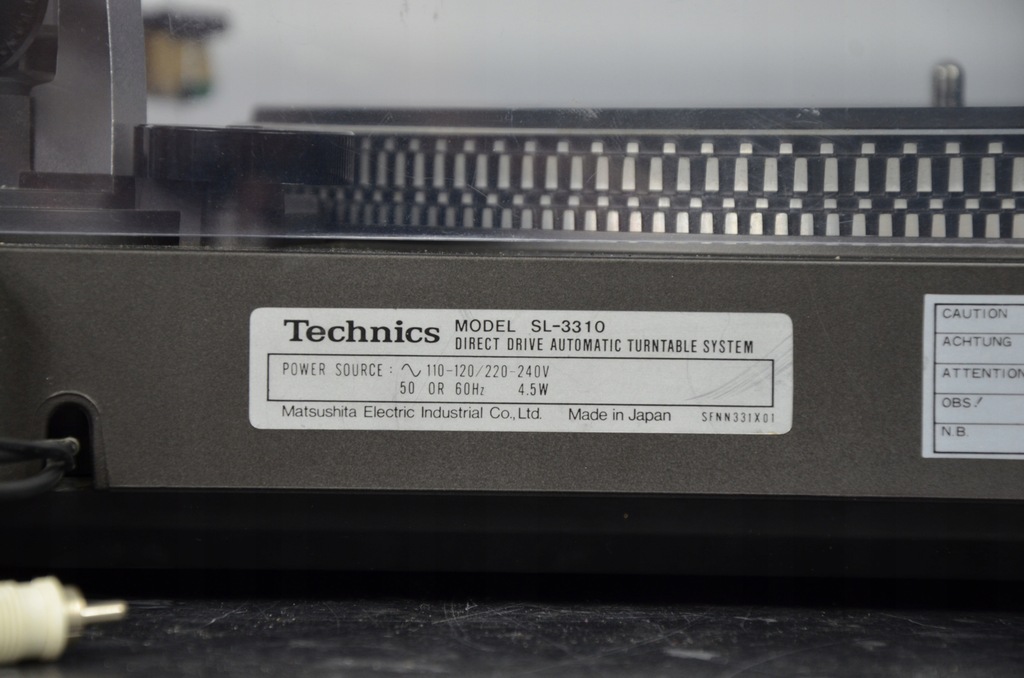 Technics MODEL SL-3310
DIRECT DRIVE AUTOMATIC TURNTABLE SYSTEM
POWER SOURCE : ∿ 110-120/220-240V
50 OR 60Hz 4.5W
Matsushita Electric Industrial Co., Ltd. Made in Japan SFNN331X01
CAUTION
ACHTUNG
ATTENTION
OBS!
N.B.